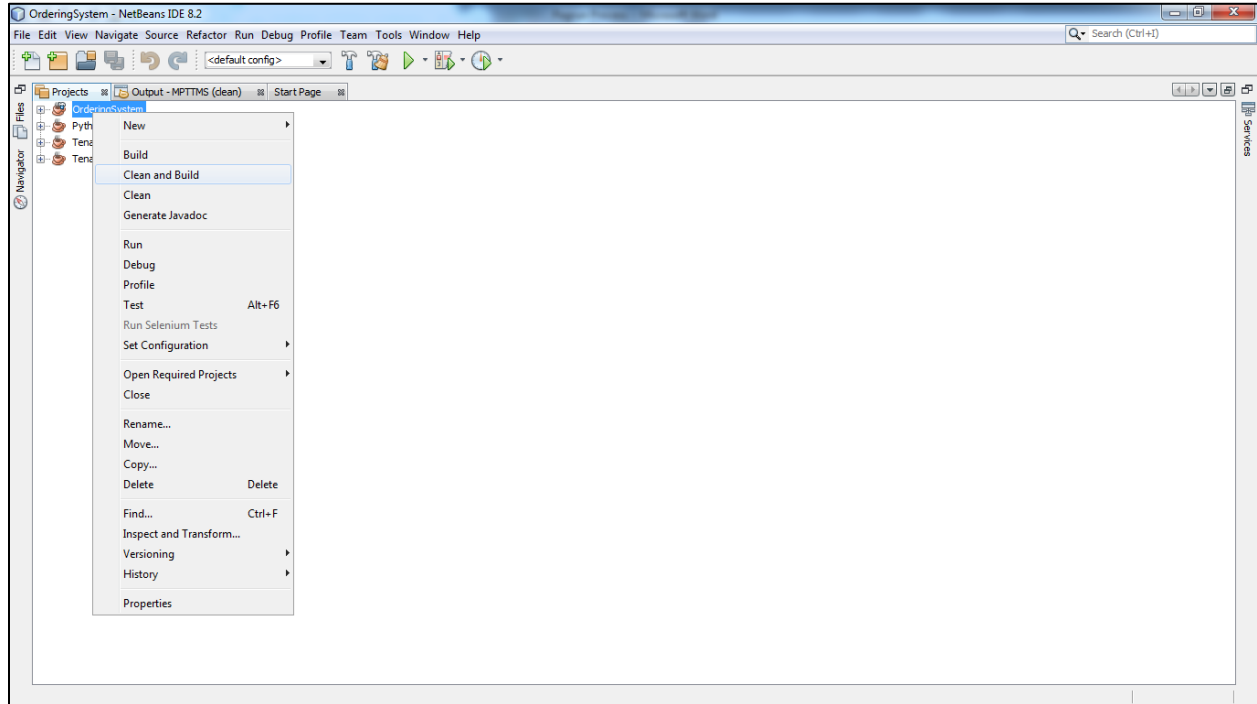 OrderingSystem - NetBeans IDE 8.2
File Edit View Navigate Source Refactor Run Debug Profile Team Tools Window Help
Search (Ctrl+I)
<default config>
Projects
Output - MPTTMS (clean)
Start Page
Files
Navigator
Services
OrderingSystem
Pyth
Tena
Tena
New
Build
Clean and Build
Clean
Generate Javadoc
Run
Debug
Profile
Test Alt+F6
Run Selenium Tests
Set Configuration
Open Required Projects
Close
Rename...
Move...
Copy...
Delete Delete
Find... Ctrl+F
Inspect and Transform...
Versioning
History
Properties